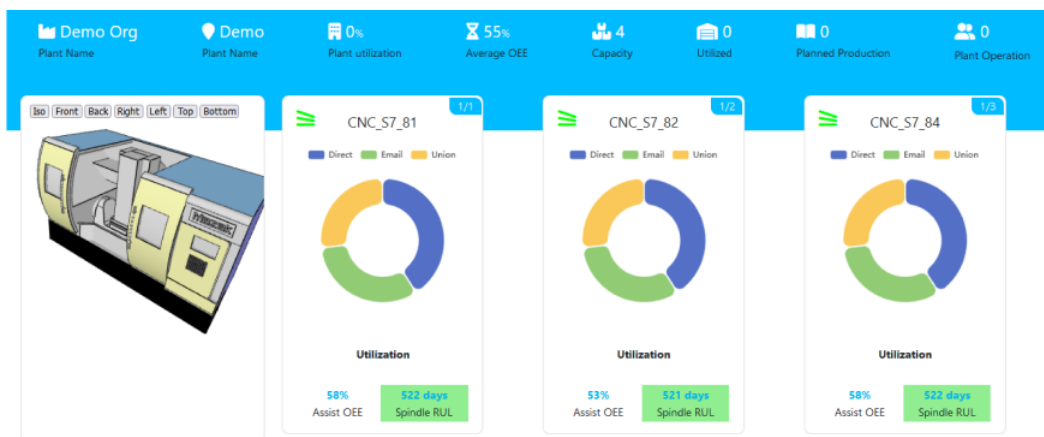 Demo Org
Plant Name
Demo
Plant Name
0%
Plant utilization
55%
Average OEE
4
Capacity
0
Utilized
0
Planned Production
0
Plant Operation
Iso Front Back Right Left Top Bottom
1/1
CNC_S7_81
Direct Email Union
Utilization
58%
Assist OEE
522 days
Spindle RUL
1/2
CNC_S7_82
Direct Email Union
Utilization
53%
Assist OEE
521 days
Spindle RUL
1/3
CNC_S7_84
Direct Email Union
Utilization
58%
Assist OEE
522 days
Spindle RUL